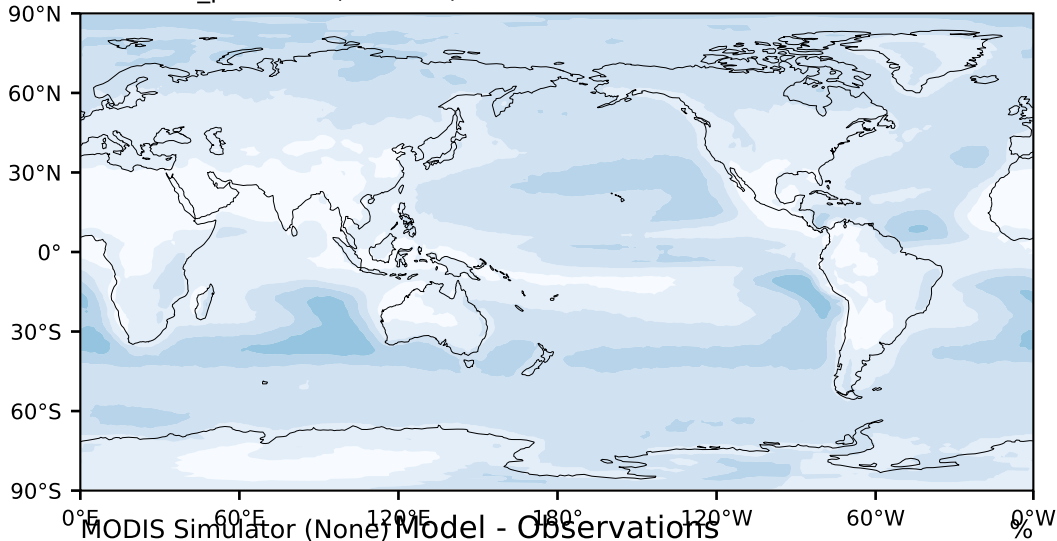 90°N
60°N
30°N
0°
30°S
60°S
90°S
0°E 60°E 120°E 180° 120°W 60°W 0°W
MODIS Simulator (None) Model - Observations %